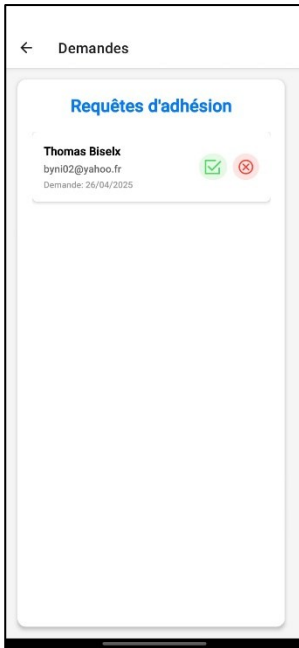 Demandes
Requêtes d'adhésion
Thomas Biselx
byni02@yahoo.fr
Demande: 26/04/2025